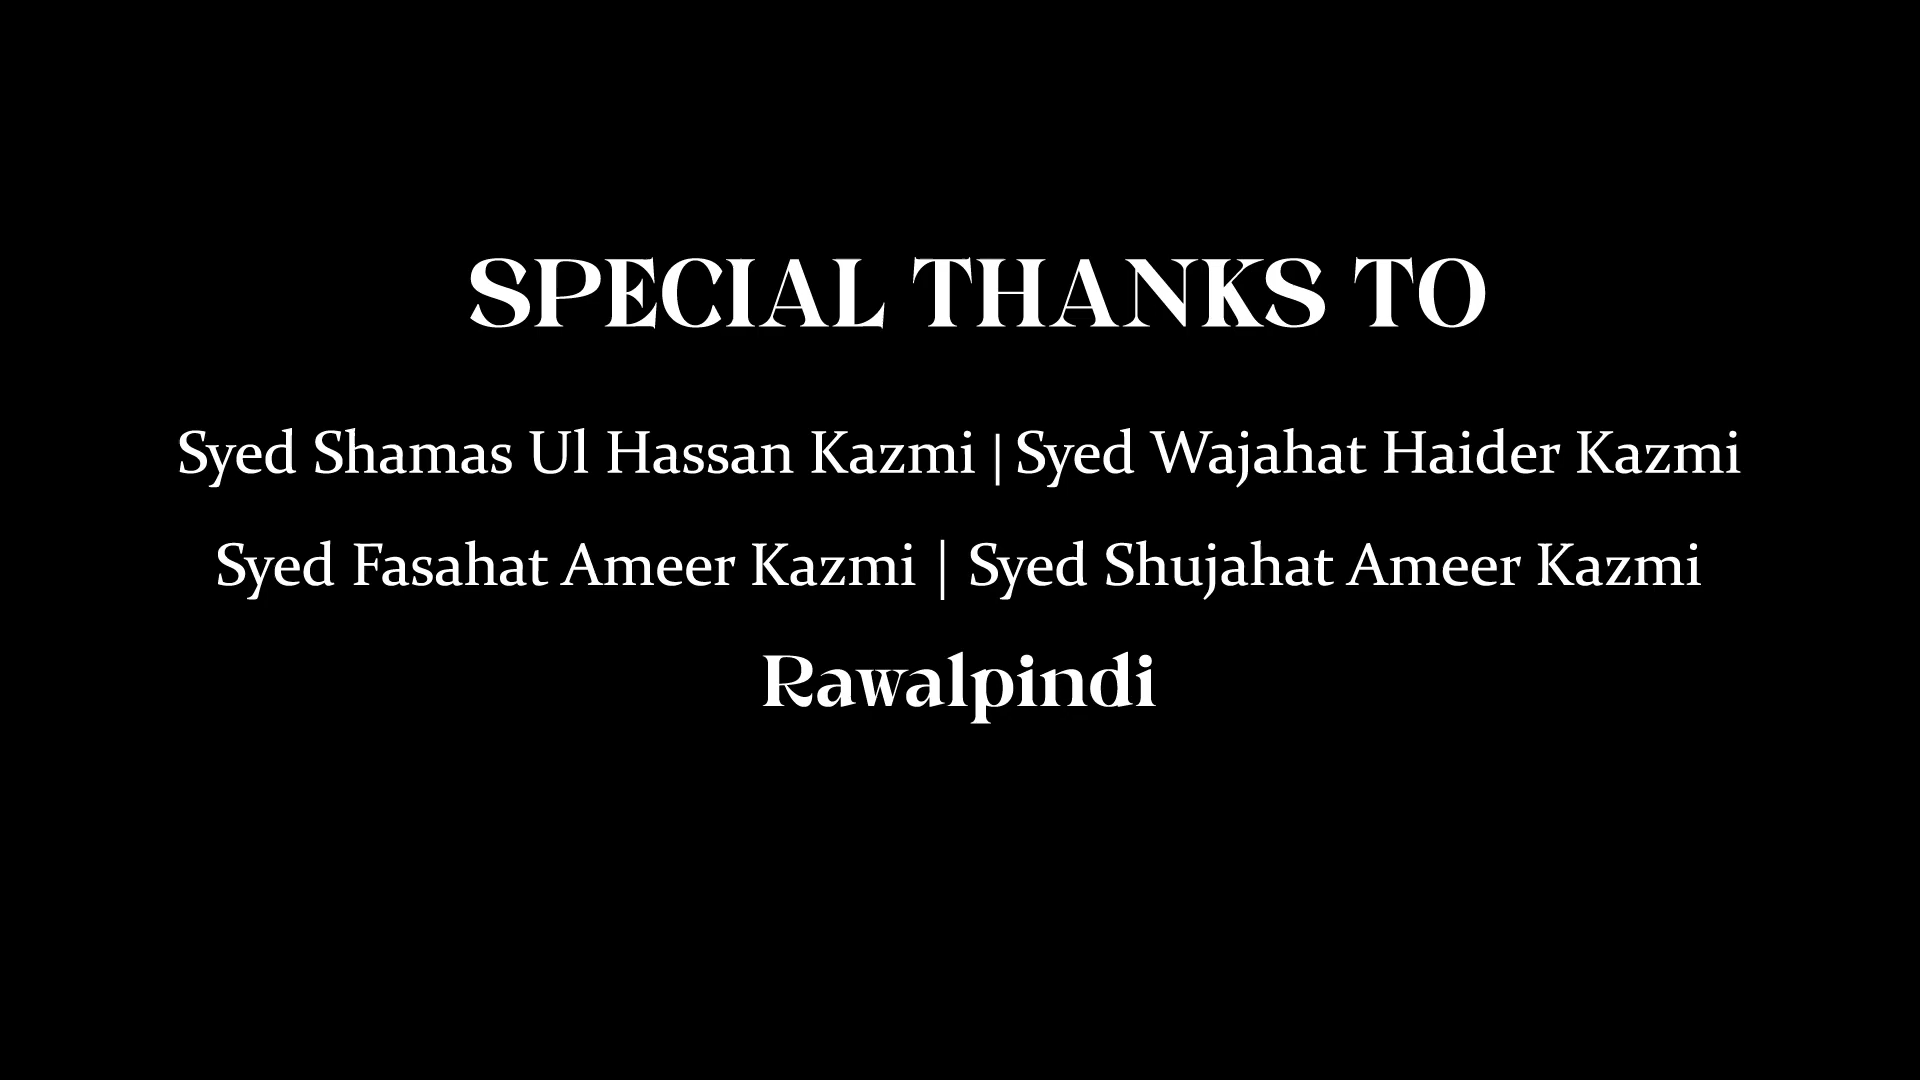 SPECIAL THANKS TO
Syed Shamas Ul Hassan Kazmi | Syed Wajahat Haider Kazmi
Syed Fasahat Ameer Kazmi | Syed Shujahat Ameer Kazmi
Rawalpindi